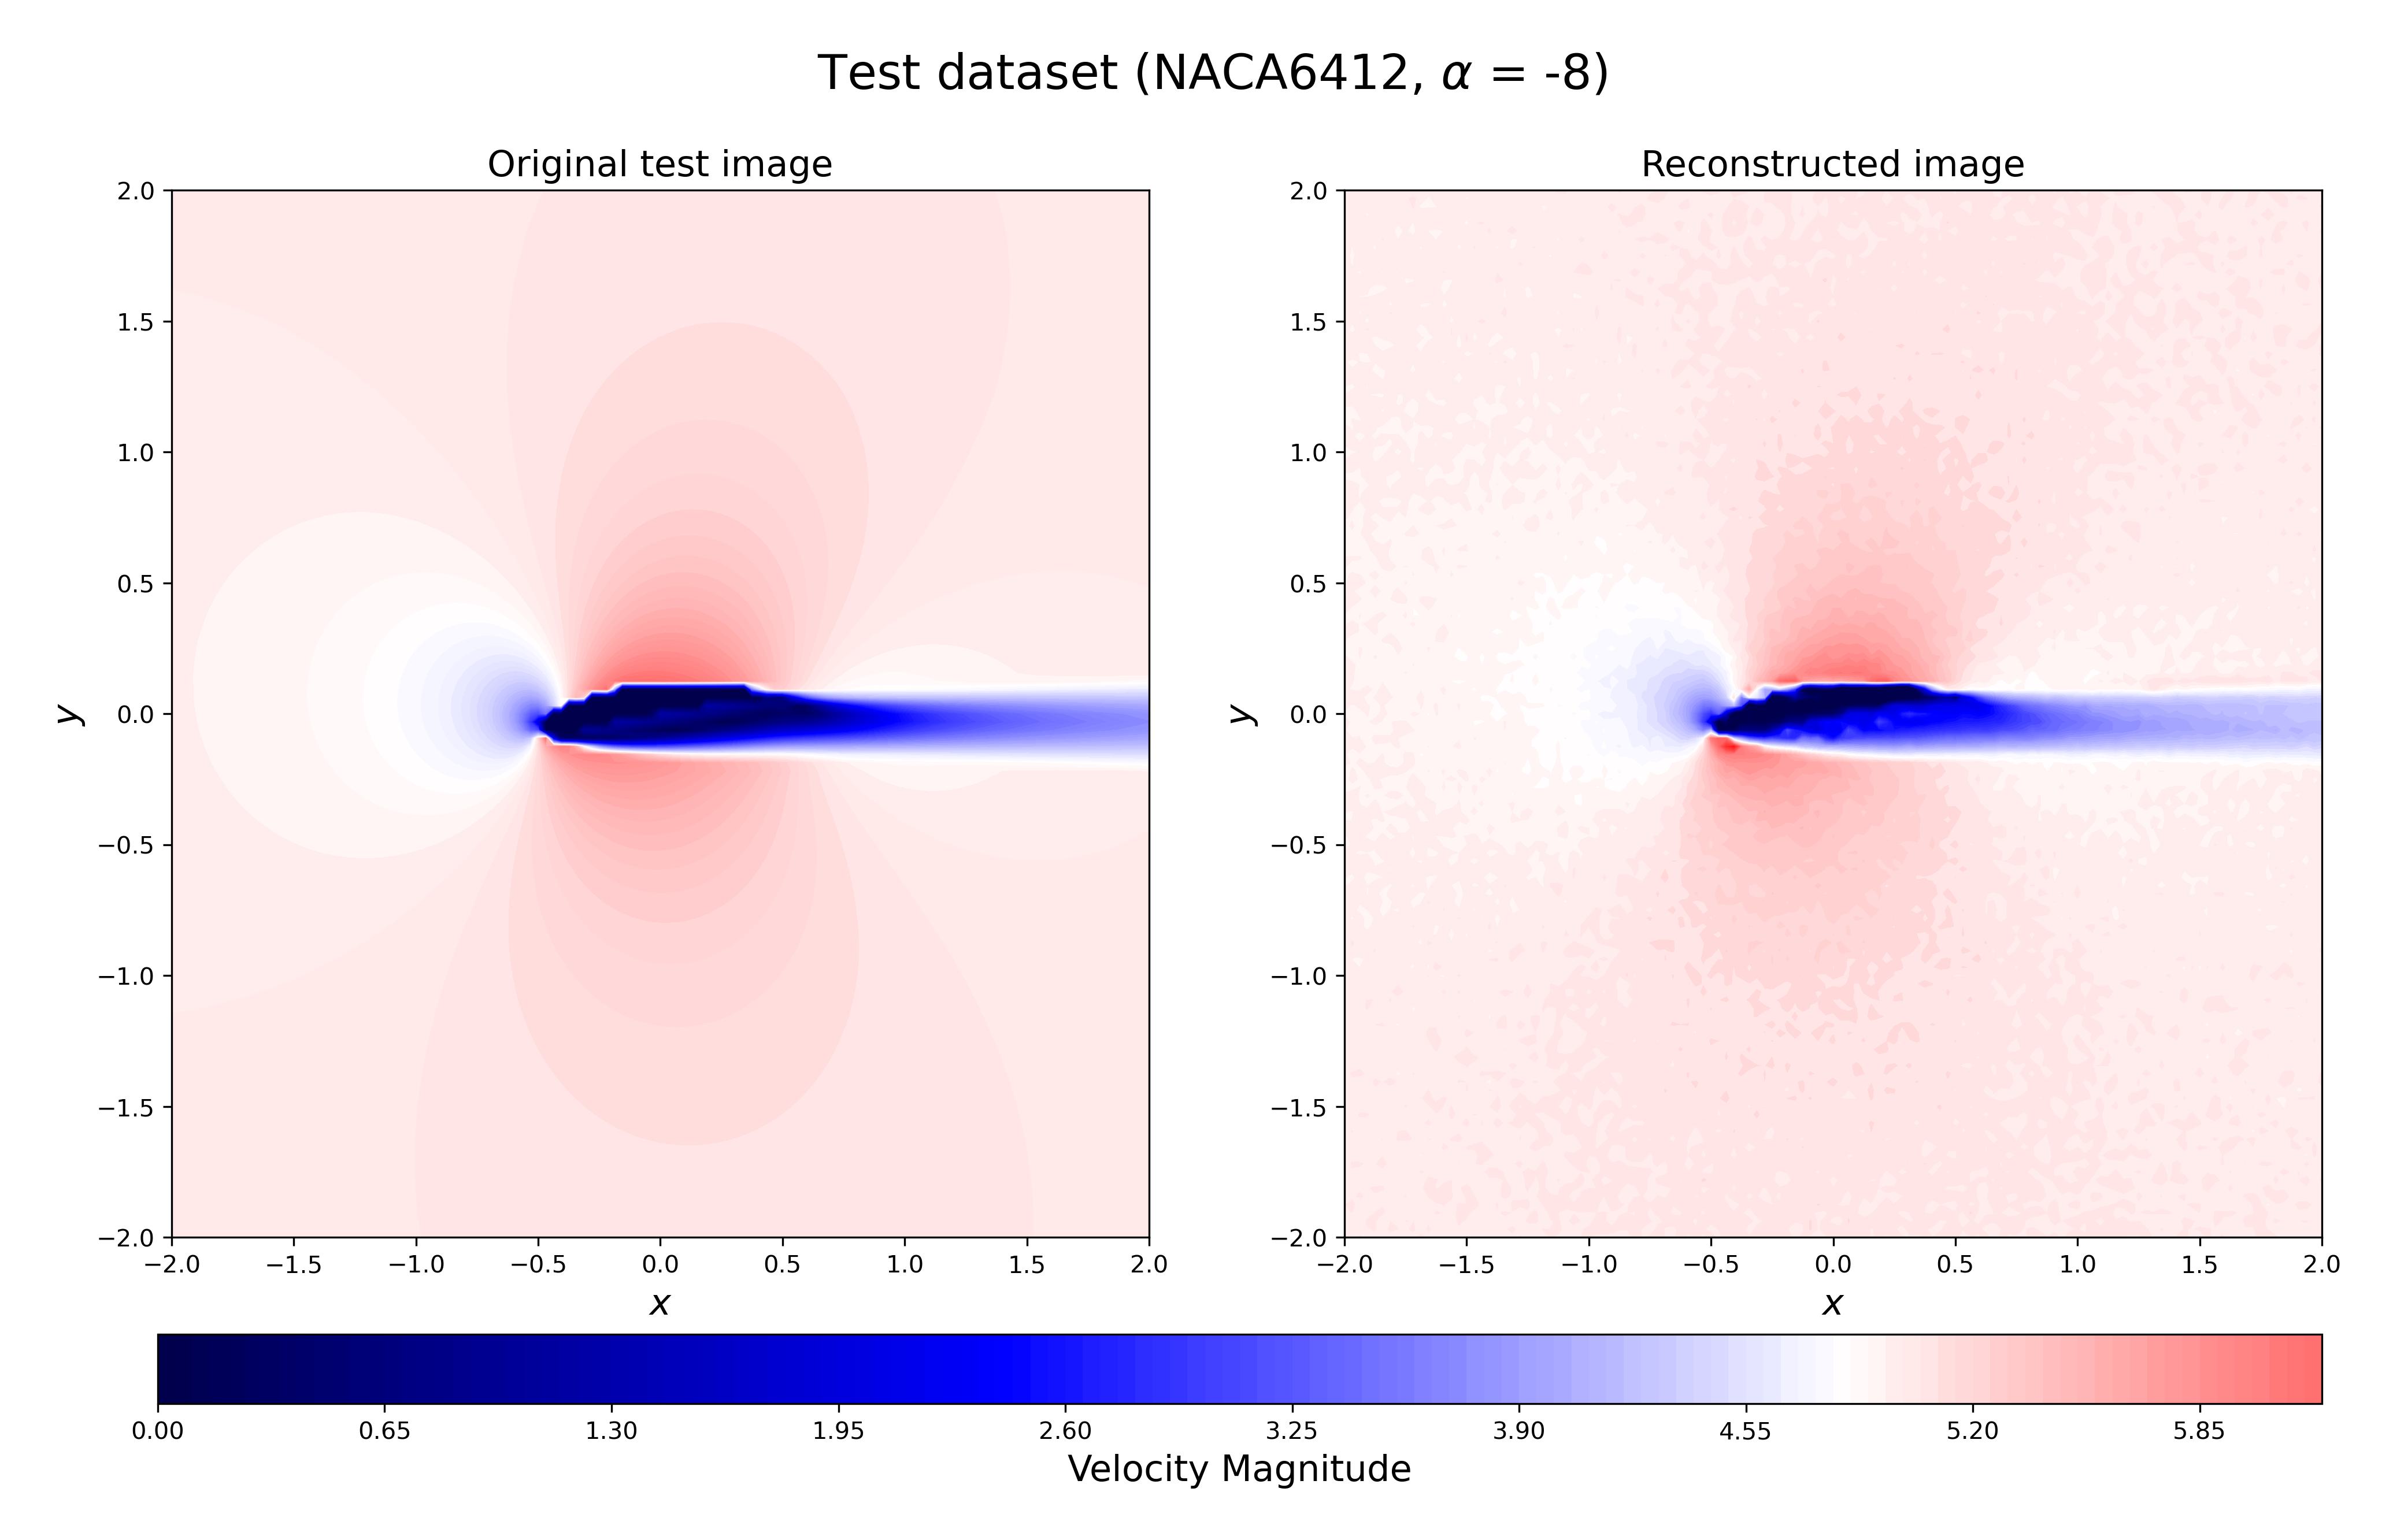 Test dataset (NACA6412, α = -8)
Original test image
2.0
1.5
1.0
0.5
0.0
−0.5
−1.0
−1.5
−2.0
y
−2.0 −1.5 −1.0 −0.5 0.0 0.5 1.0 1.5 2.0
x
Reconstructed image
2.0
1.5
1.0
0.5
0.0
−0.5
−1.0
−1.5
−2.0
y
−2.0 −1.5 −1.0 −0.5 0.0 0.5 1.0 1.5 2.0
x
0.00 0.65 1.30 1.95 2.60 3.25 3.90 4.55 5.20 5.85
Velocity Magnitude